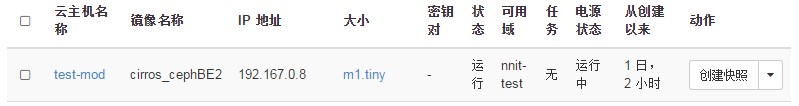 云主机名称 镜像名称 IP 地址 大小 密钥对 状态 可用域 任务 电源状态 从创建以来 动作
test-mod cirros_cephBE2 192.167.0.8 m1.tiny - 运行 nnit-test 无 运行中 1 日，2 小时 创建快照